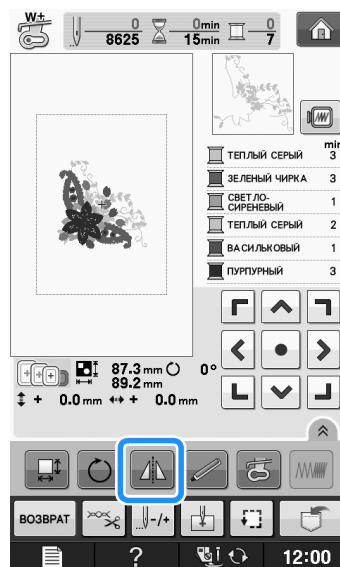 W+
0
8625
0min
15min
0
7
min
ТЕПЛЫЙ СЕРЫЙ 3
ЗЕЛЕНЫЙ ЧИРКА 3
СВЕТЛО-
СИРЕНЕВЫЙ 1
ТЕПЛЫЙ СЕРЫЙ 2
ВАСИЛЬКОВЫЙ 1
ПУРПУРНЫЙ 3
87.3 mm 0°
89.2 mm
+ 0.0 mm + 0.0 mm
ВОЗВРАТ -/+
? 12:00